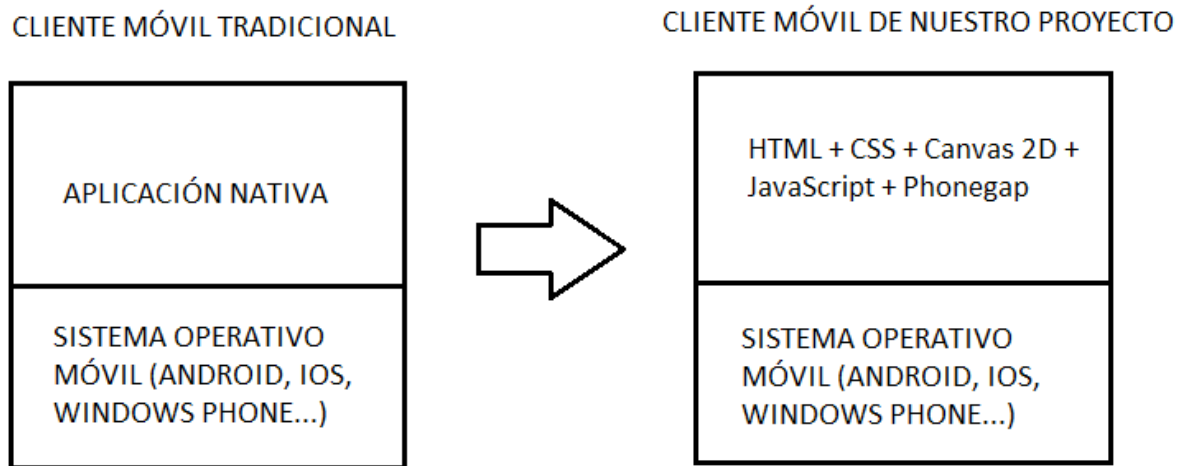 CLIENTE MÓVIL TRADICIONAL
CLIENTE MÓVIL DE NUESTRO PROYECTO
APLICACIÓN NATIVA
HTML + CSS + Canvas 2D +
JavaScript + Phonegap
SISTEMA OPERATIVO
MÓVIL (ANDROID, IOS,
WINDOWS PHONE...)
SISTEMA OPERATIVO
MÓVIL (ANDROID, IOS,
WINDOWS PHONE...)